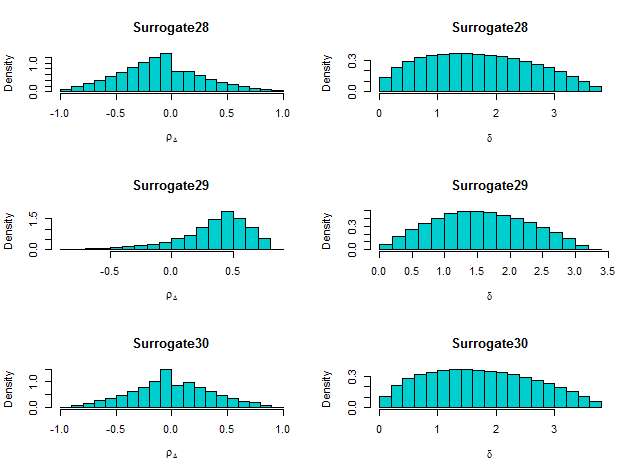 Surrogate28
Density
0.0 1.0
-1.0 -0.5 0.0 0.5 1.0
ρΔ
Surrogate28
Density
0.0 0.3
0 1 2 3
δ
Surrogate29
Density
0.0 1.5
-0.5 0.0 0.5
ρΔ
Surrogate29
Density
0.0 0.3
0.0 0.5 1.0 1.5 2.0 2.5 3.0 3.5
δ
Surrogate30
Density
0.0 1.0
-1.0 -0.5 0.0 0.5 1.0
ρΔ
Surrogate30
Density
0.0 0.3
0 1 2 3
δ